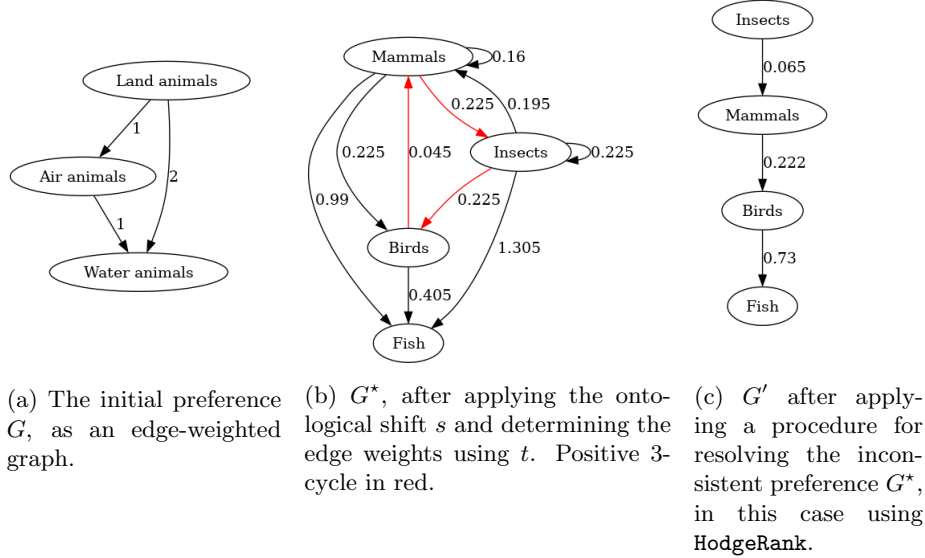 Land animals
1
Air animals
2
1
Water animals
Mammals
0.16
0.225
0.195
0.225
0.045
Insects
0.225
0.99
0.225
1.305
Birds
0.405
Fish
Insects
0.065
Mammals
0.222
Birds
0.73
Fish
(a) The initial preference
G, as an edge-weighted
graph.
(b) G⋆, after applying the onto-
logical shift s and determining the
edge weights using t. Positive 3-
cycle in red.
(c) G′ after apply-
ing a procedure for
resolving the incon-
sistent preference G⋆,
in this case using
HodgeRank.